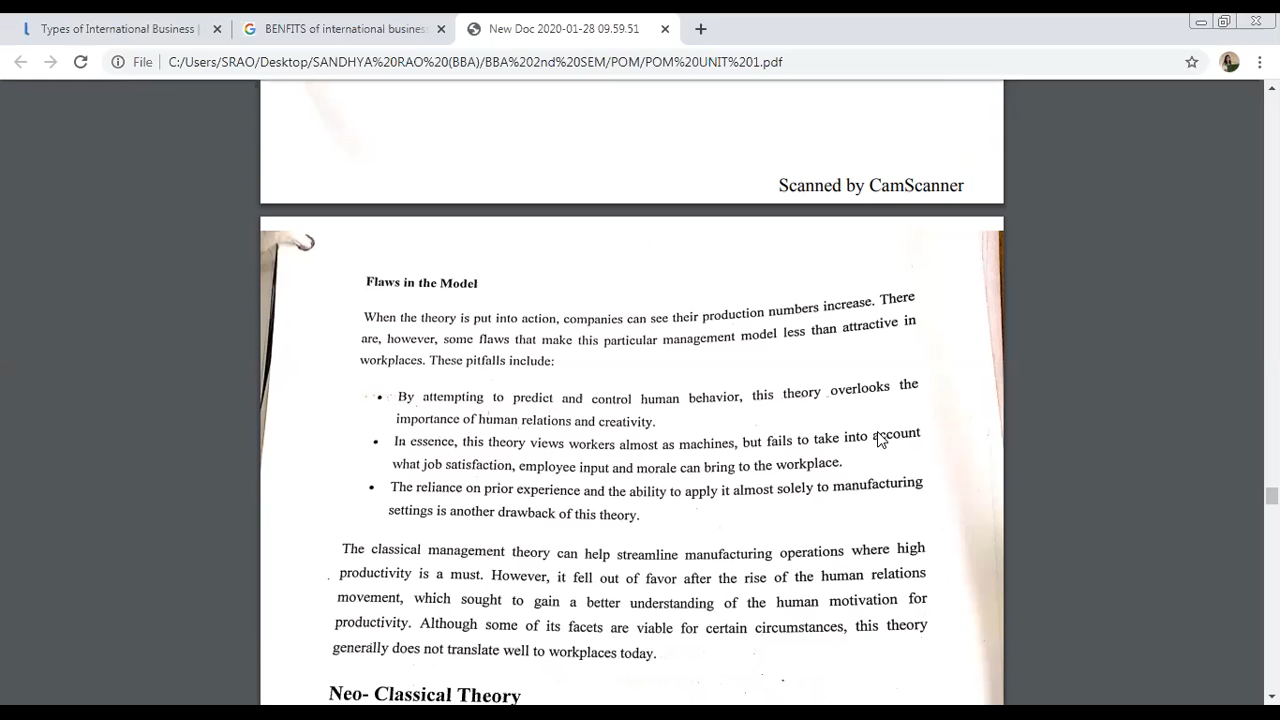 Types of International Business |
BENFITS of international business
New Doc 2020-01-28 09.59.51
File | C:/Users/SRAO/Desktop/SANDHYA%20RAO%20(BBA)/BBA%202nd%20SEM/POM/POM%20UNIT%201.pdf
Scanned by CamScanner
Flaws in the Model
When the theory is put into action, companies can see their production numbers increase. There
are, however, some flaws that make this particular management model less than attractive in
workplaces. These pitfalls include:
• By attempting to predict and control human behavior, this theory overlooks the
importance of human relations and creativity.
• In essence, this theory views workers almost as machines, but fails to take into account
what job satisfaction, employee input and morale can bring to the workplace.
• The reliance on prior experience and the ability to apply it almost solely to manufacturing
settings is another drawback of this theory.
The classical management theory can help streamline manufacturing operations where high
productivity is a must. However, it fell out of favor after the rise of the human relations
movement, which sought to gain a better understanding of the human motivation for
productivity. Although some of its facets are viable for certain circumstances, this theory
generally does not translate well to workplaces today.
Neo- Classical Theory